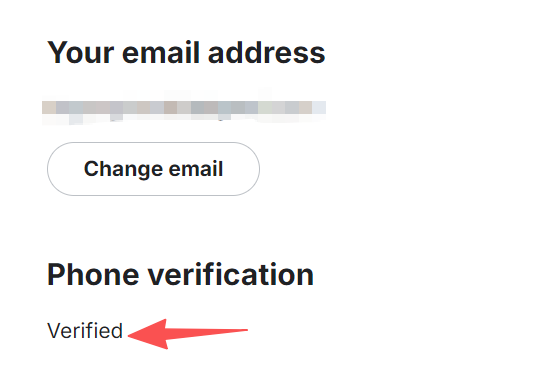 Your email address
Change email
Phone verification
Verified